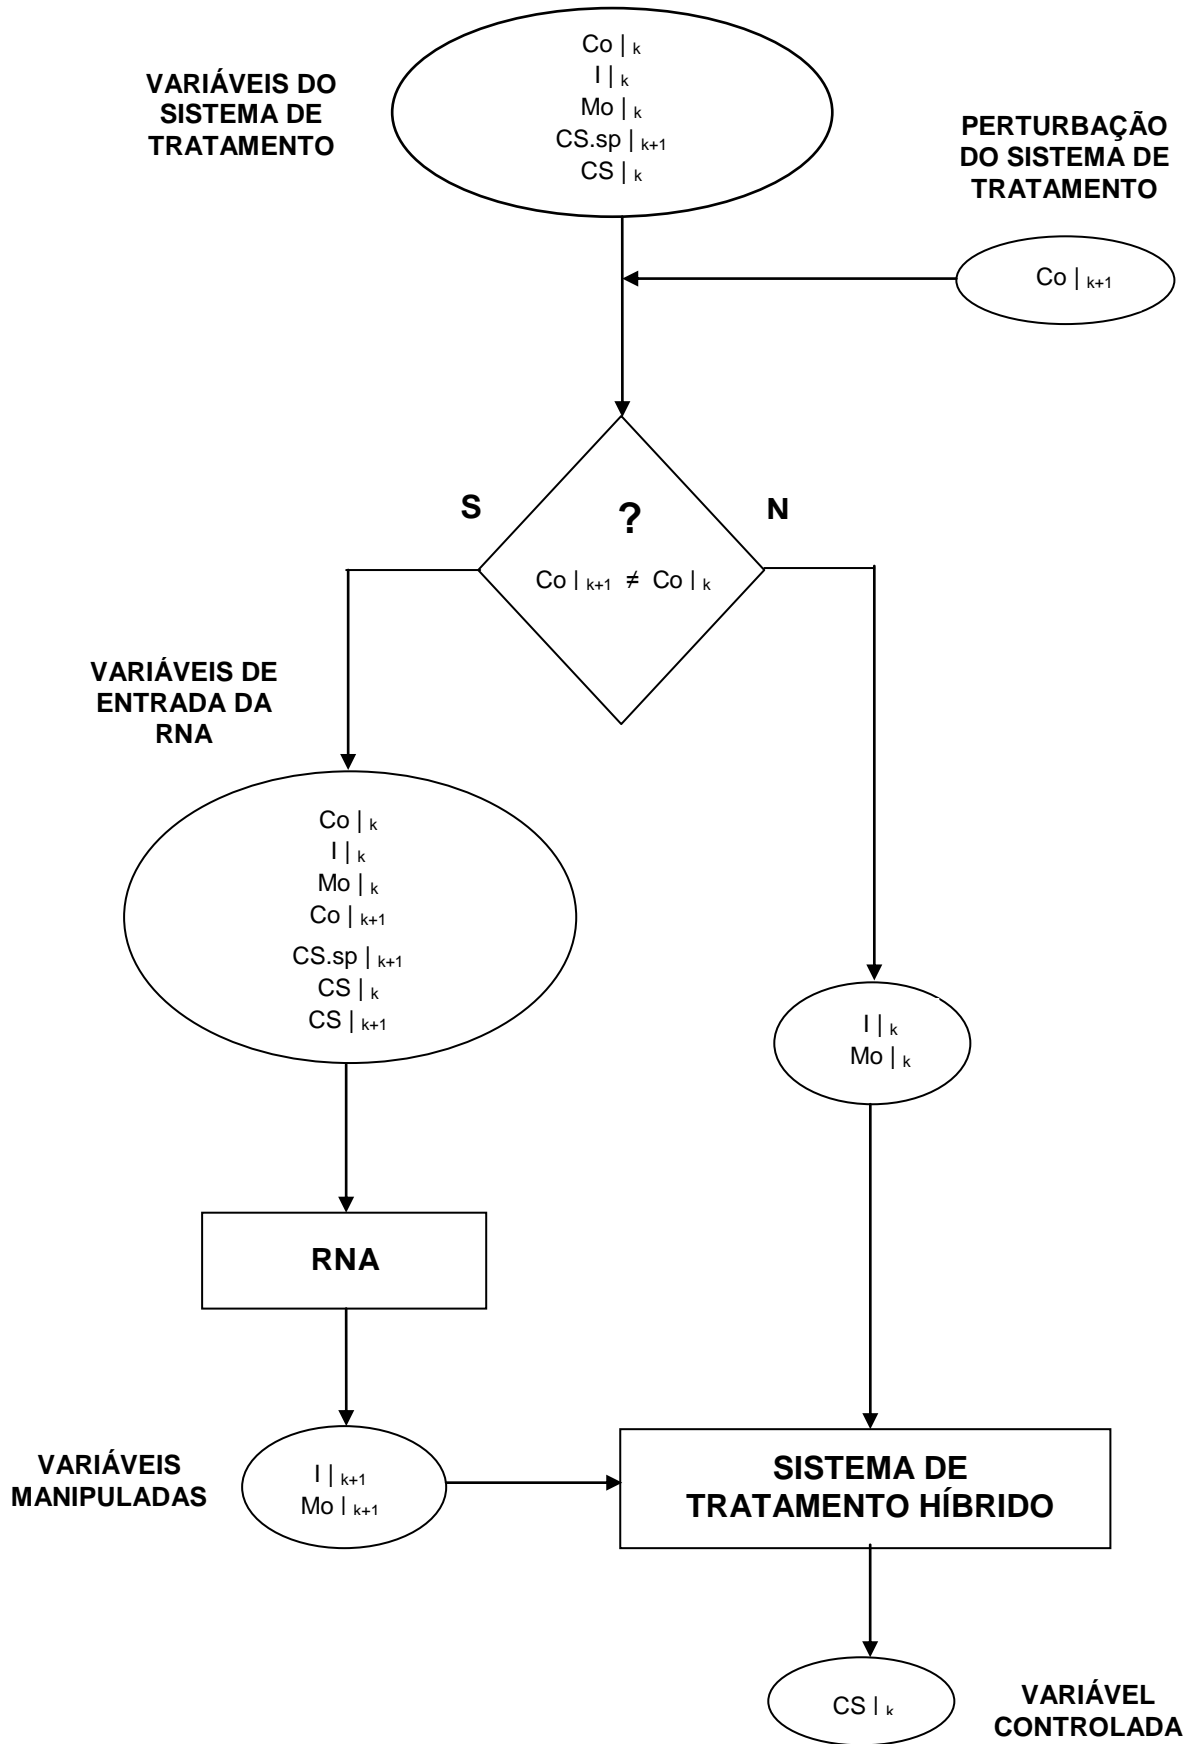 VARIÁVEIS DO
SISTEMA DE
TRATAMENTO
Co | k
I | k
Mo | k
CS.sp | k+1
CS | k
PERTURBAÇÃO
DO SISTEMA DE
TRATAMENTO
Co | k+1
S
?
N
Co | k+1 ≠ Co | k
VARIÁVEIS DE
ENTRADA DA
RNA
Co | k
I | k
Mo | k
Co | k+1
CS.sp | k+1
CS | k
CS | k+1
I | k
Mo | k
RNA
VARIÁVEIS
MANIPULADAS
I | k+1
Mo | k+1
SISTEMA DE
TRATAMENTO HÍBRIDO
CS | k
VARIÁVEL
CONTROLADA